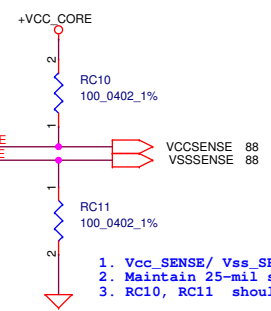 +VCC_CORE
2
RC10
100_0402_1%
1
E
VCCSENSE 88
E
VSSSENSE 88
1
RC11
100_0402_1%
2
1. Vcc_SENSE/ Vss_SE
2. Maintain 25-mil s
3. RC10, RC11 shoul